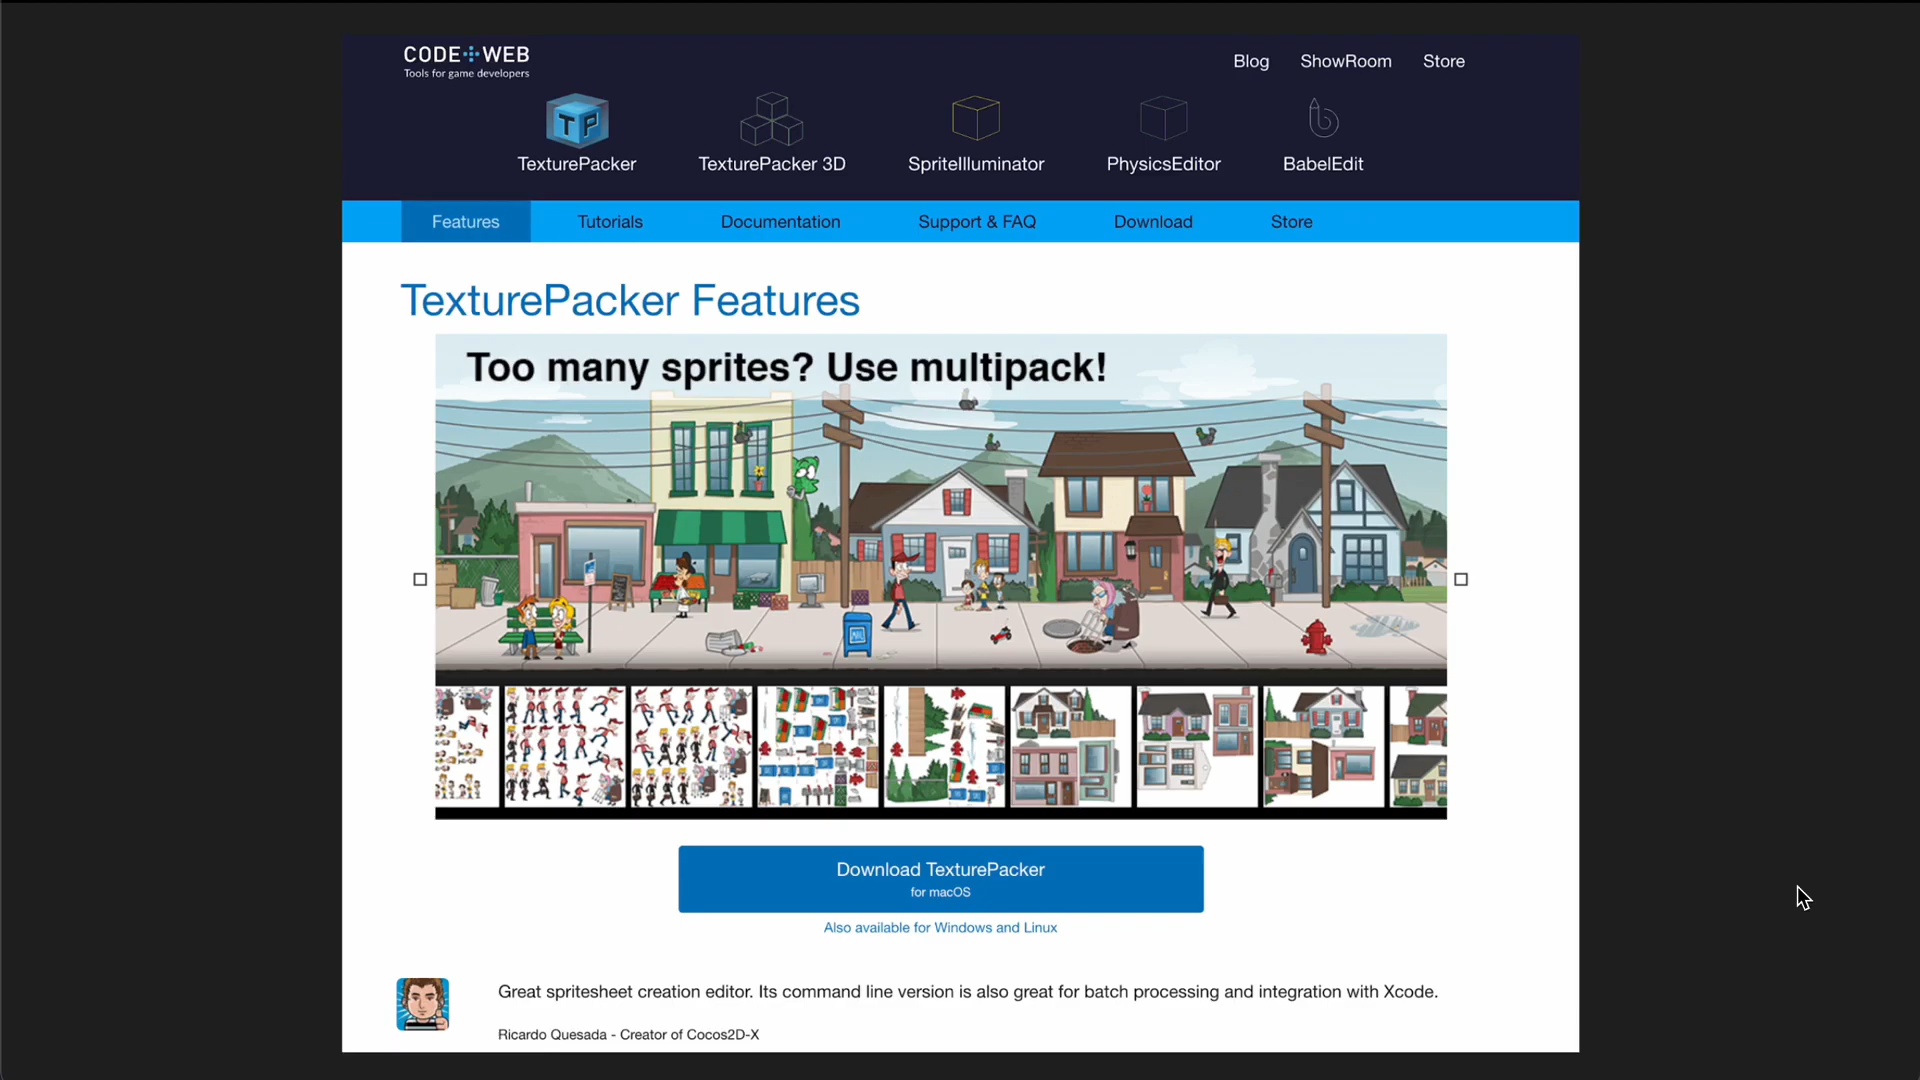 CODE WEB
Tools for game developers
Blog ShowRoom Store
TP
TexturePacker TexturePacker 3D SpriteIlluminator PhysicsEditor BabelEdit
Features Tutorials Documentation Support & FAQ Download Store
TexturePacker Features
Too many sprites? Use multipack!
Download TexturePacker
for macOS
Also available for Windows and Linux
Great spritesheet creation editor. Its command line version is also great for batch processing and integration with Xcode.
Ricardo Quesada - Creator of Cocos2D-X